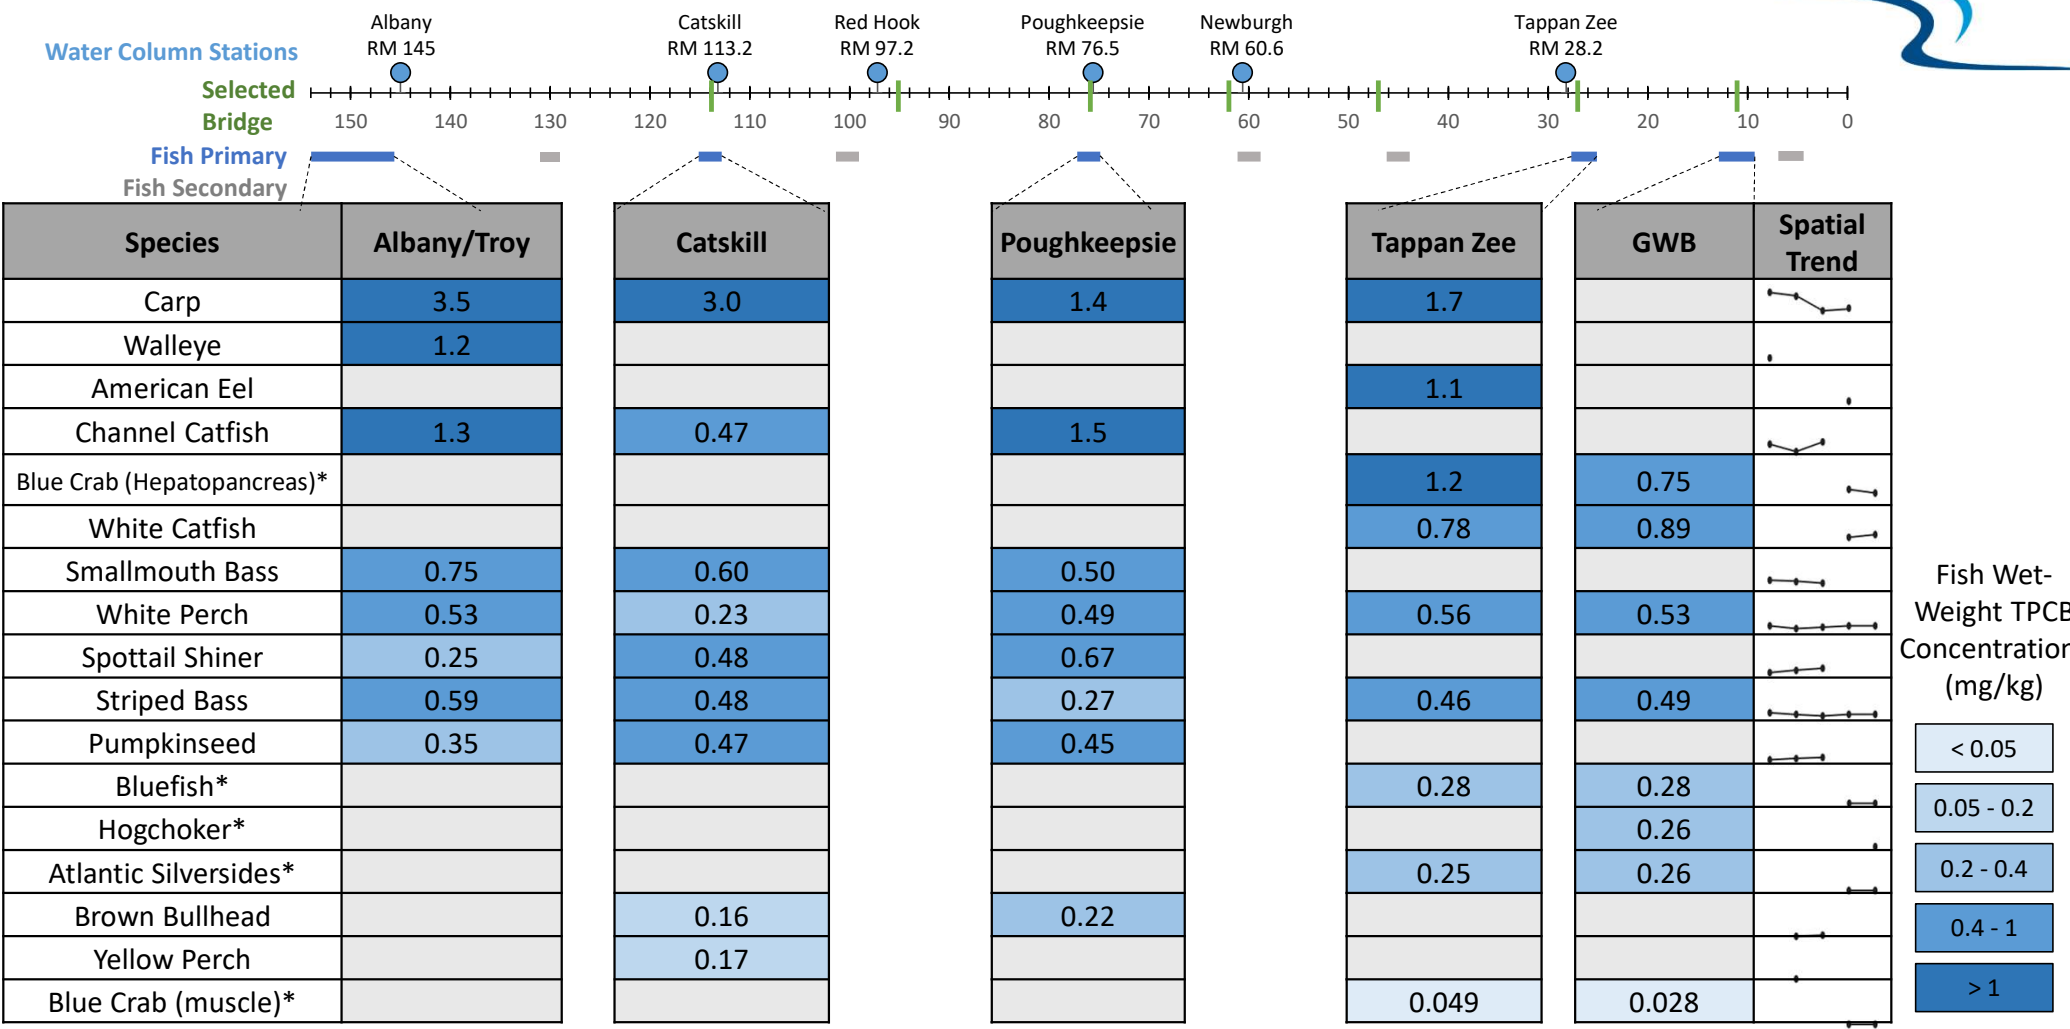 Albany Catskill Red Hook Poughkeepsie Newburgh Tappan Zee
Water Column Stations RM 145 RM 113.2 RM 97.2 RM 76.5 RM 60.6 RM 28.2
Selected
Bridge 150 140 130 120 110 100 90 80 70 60 50 40 30 20 10 0
Fish Primary
Fish Secondary
Species Albany/Troy Catskill Poughkeepsie Tappan Zee GWB Spatial Trend
Carp 3.5 3.0 1.4 1.7
Walleye 1.2
American Eel 1.1
Channel Catfish 1.3 0.47 1.5
Blue Crab (Hepatopancreas)* 1.2 0.75
White Catfish 0.78 0.89
Smallmouth Bass 0.75 0.60 0.50
White Perch 0.53 0.23 0.49 0.56 0.53
Spottail Shiner 0.25 0.48 0.67
Striped Bass 0.59 0.48 0.27 0.46 0.49
Pumpkinseed 0.35 0.47 0.45
Bluefish* 0.28 0.28
Hogchoker* 0.26
Atlantic Silversides* 0.25 0.26
Brown Bullhead 0.16 0.22
Yellow Perch 0.17
Blue Crab (muscle)* 0.049 0.028
Fish Wet-
Weight TPCB
Concentration
(mg/kg)
< 0.05
0.05 - 0.2
0.2 - 0.4
0.4 - 1
> 1